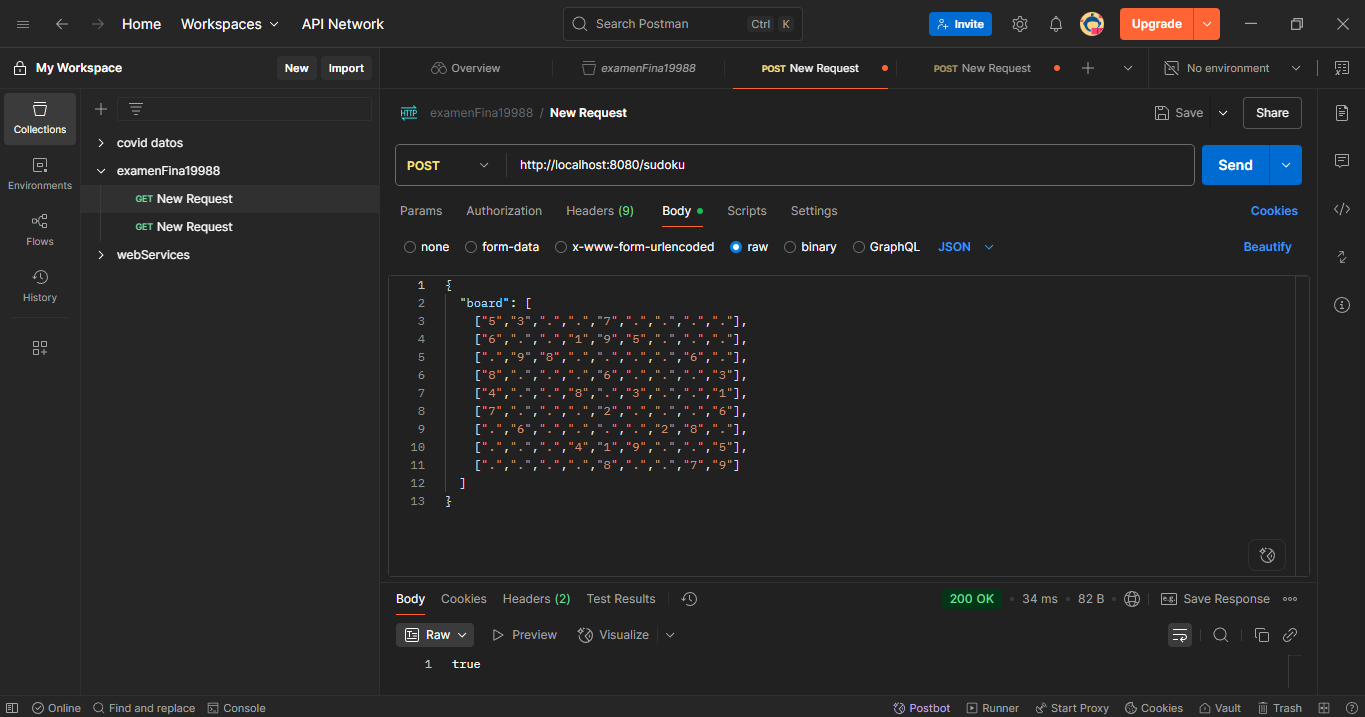 Home Workspaces API Network Search Postman Ctrl K Invite Upgrade
My Workspace New Import Overview examenFina19988 POST New Request POST New Request No environment
Collections
Environments
Flows
History
covid datos
examenFina19988
GET New Request
GET New Request
webServices
HTTP examenFina19988 / New Request Save Share
POST http://localhost:8080/sudoku Send
Params Authorization Headers (9) Body Scripts Settings Cookies
none form-data x-www-form-urlencoded raw binary GraphQL JSON Beautify
1 {
2 "board": [
3 ["5","3",".",".","7",".",".",".","."],
4 ["6",".",".","1","9","5",".",".","."],
5 [".","9","8",".",".",".",".","6","."],
6 ["8",".",".",".","6",".",".",".","3"],
7 ["4",".",".","8",".","3",".",".","1"],
8 ["7",".",".",".","2",".",".",".","6"],
9 [".","6",".",".",".",".","2","8","."],
10 [".",".",".","4","1","9",".",".","5"],
11 [".",".",".",".","8",".",".","7","9"]
12 ]
13 }
Body Cookies Headers (2) Test Results 200 OK 34 ms 82 B e.g. Save Response
Raw Preview Visualize
1 true
Online Find and replace Console Postbot Runner Start Proxy Cookies Vault Trash